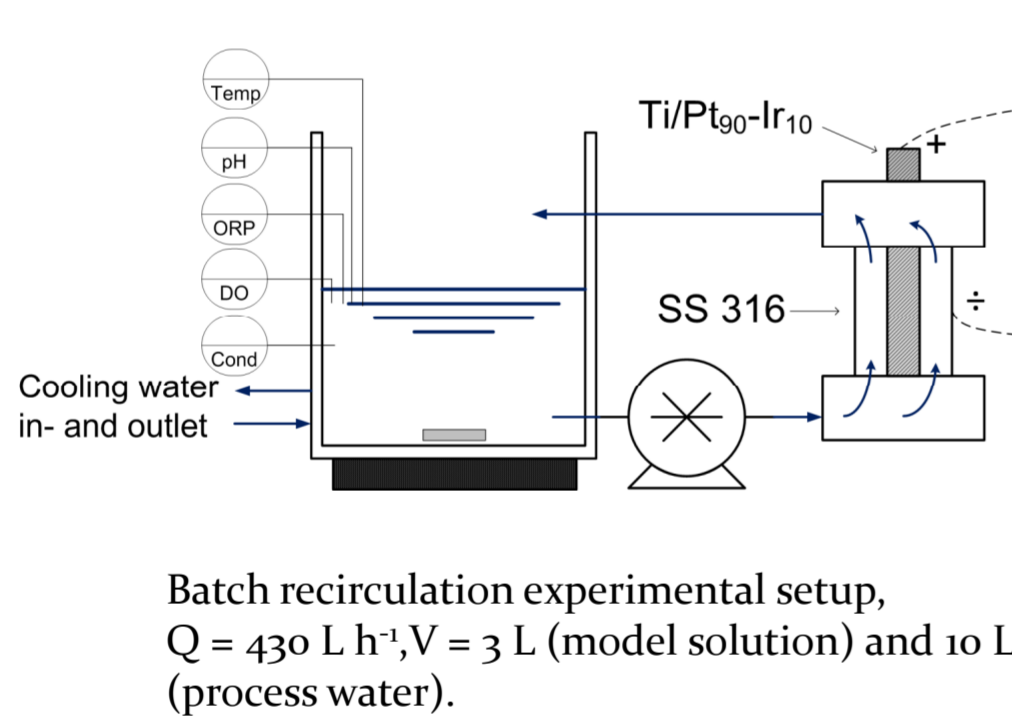 Temp
pH
ORP
DO
Cond
Cooling water
in- and outlet
Ti/Pt₉₀-Ir₁₀
+
SS 316
÷
Batch recirculation experimental setup,
Q = 430 L h⁻¹,V = 3 L (model solution) and 10 L
(process water).